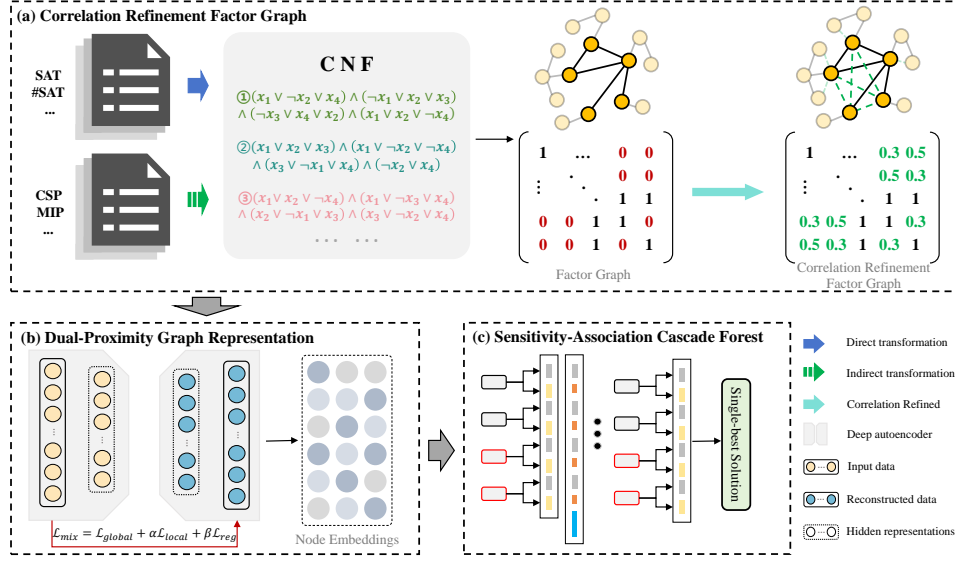 (a) Correlation Refinement Factor Graph
SAT
#SAT
...
CSP
MIP
...
CNF
①(x₁ ∨ ¬x₂ ∨ x₄) ∧ (¬x₁ ∨ x₂ ∨ x₃)
∧ (¬x₃ ∨ x₄ ∨ x₂) ∧ (x₁ ∨ x₂ ∨ ¬x₄)
②(x₁ ∨ x₂ ∨ x₃) ∧ (x₁ ∨ ¬x₂ ∨ ¬x₄)
∧ (x₃ ∨ ¬x₁ ∨ x₄) ∧ (¬x₂ ∨ x₄)
③(x₁∨ x₂ ∨ ¬x₄) ∧ (x₁ ∨ ¬x₃ ∨ x₄)
∧ (x₂ ∨ ¬x₁ ∨ x₃) ∧ (x₃ ∨ ¬x₂ ∨ x₄)
... ...
1 ... 0 0
0 0
⋮ . 1 1
0 0 1 1 0
0 0 1 0 1
Factor Graph
1 ... 0.3 0.5
0.5 0.3
⋮ . 1 1
0.3 0.5 1 1 0.3
0.5 0.3 1 0.3 1
Correlation Refinement
Factor Graph
(b) Dual-Proximity Graph Representation
ℒ𝑚𝑖𝑥 = ℒ𝑔𝑙𝑜𝑏𝑎𝑙 + αℒ𝑙𝑜𝑐𝑎𝑙 + βℒ𝑟𝑒𝑔
Node Embeddings
(c) Sensitivity-Association Cascade Forest
Single-best Solution
Direct transformation
Indirect transformation
Correlation Refined
Deep autoencoder
Input data
Reconstructed data
Hidden representations